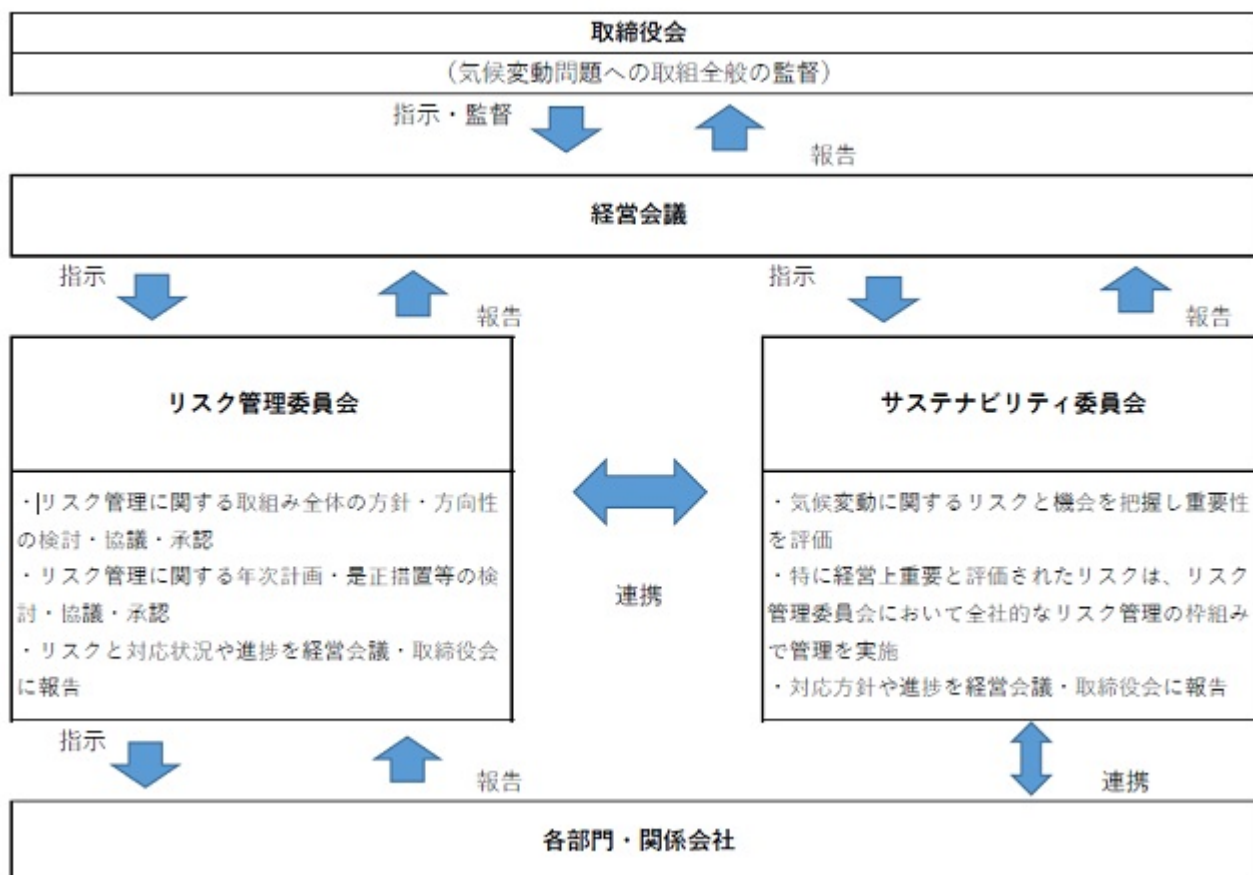 取締役会
（気候変動問題への取組全般の監督）
指示・監督
報告
経営会議
指示
報告
指示
報告
リスク管理委員会
・リスク管理に関する取組み全体の方針・方向性
の検討・協議・承認
・リスク管理に関する年次計画・是正措置等の検
討・協議・承認
・リスクと対応状況や進捗を経営会議・取締役会
に報告
連携
サステナビリティ委員会
・気候変動に関するリスクと機会を把握し重要性
を評価
・特に経営上重要と評価されたリスクは、リスク
管理委員会において全社的なリスク管理の枠組み
で管理を実施
・対応方針や進捗を経営会議・取締役会に報告
指示
報告
連携
各部門・関係会社